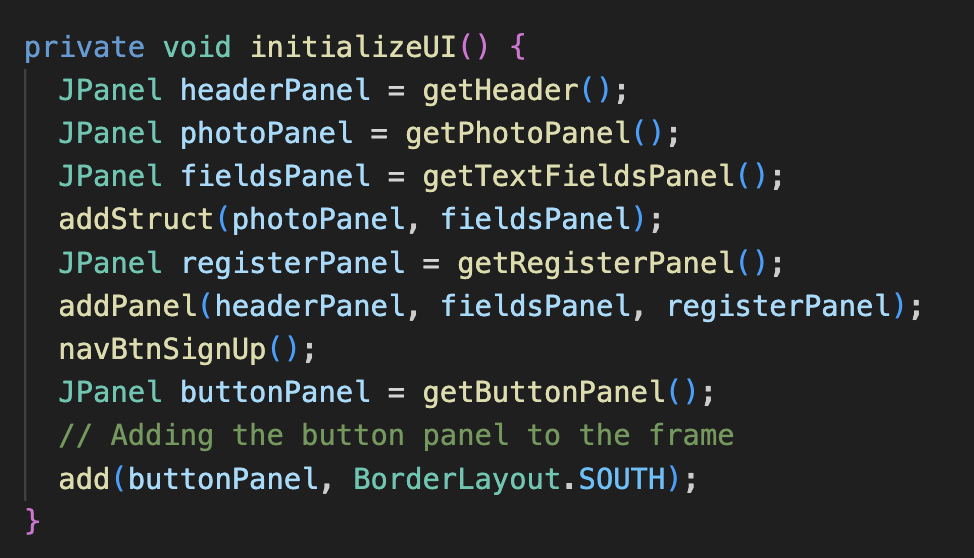 private void initializeUI() {
JPanel headerPanel = getHeader();
JPanel photoPanel = getPhotoPanel();
JPanel fieldsPanel = getTextFieldsPanel();
addStruct(photoPanel, fieldsPanel);
JPanel registerPanel = getRegisterPanel();
addPanel(headerPanel, fieldsPanel, registerPanel);
navBtnSignUp();
JPanel buttonPanel = getButtonPanel();
// Adding the button panel to the frame
add(buttonPanel, BorderLayout.SOUTH);
}